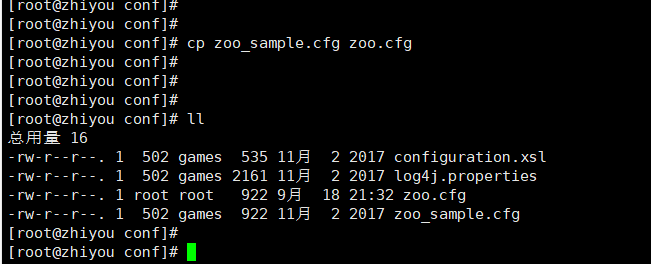 [root@zhiyou conf]#
[root@zhiyou conf]#
[root@zhiyou conf]# cp zoo_sample.cfg zoo.cfg
[root@zhiyou conf]#
[root@zhiyou conf]#
[root@zhiyou conf]#
[root@zhiyou conf]# ll
总用量 16
-rw-r--r--. 1  502 games  535 11月  2 2017 configuration.xsl
-rw-r--r--. 1  502 games 2161 11月  2 2017 log4j.properties
-rw-r--r--. 1 root root   922 9月  18 21:32 zoo.cfg
-rw-r--r--. 1  502 games  922 11月  2 2017 zoo_sample.cfg
[root@zhiyou conf]#
[root@zhiyou conf]#